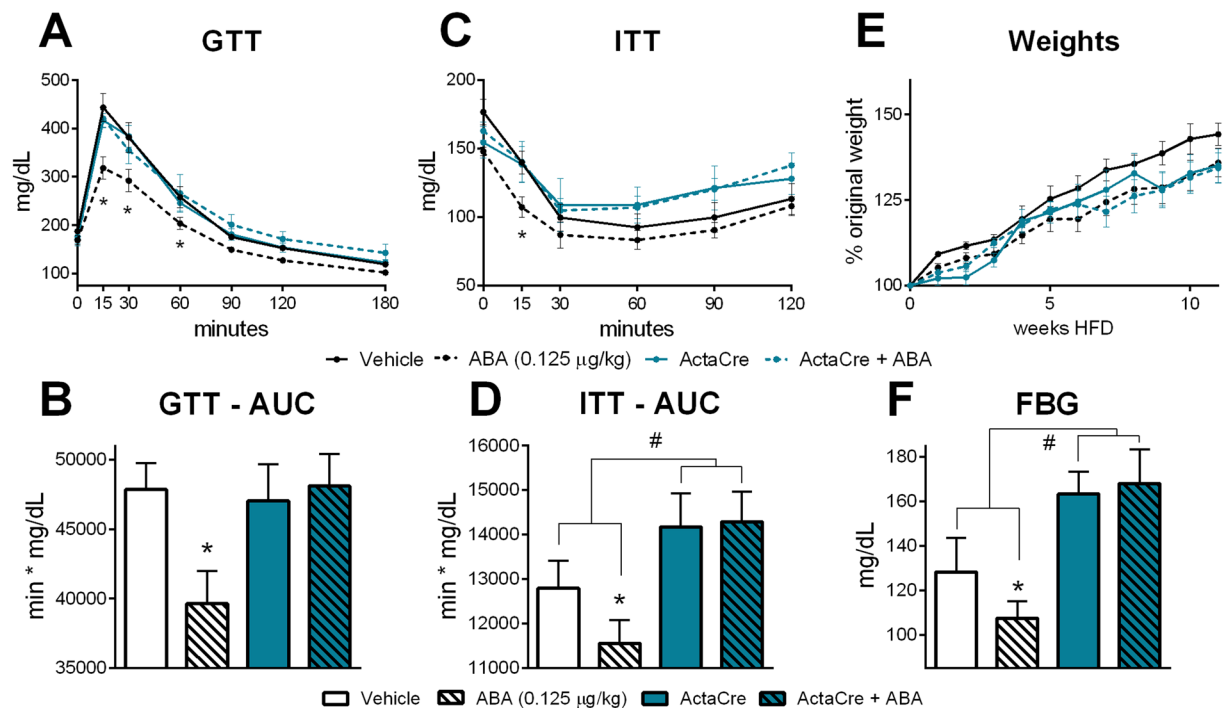 A GTT
mg/dL
500
400
300
200
100
* * *
0 15 30 60 90 120 180
minutes
C ITT
mg/dL
200
150
100
50
*
0 15 30 60 90 120
minutes
E Weights
% original weight
150
125
100
0 5 10
weeks HFD
Vehicle ABA (0.125 µg/kg) ActaCre ActaCre + ABA
B GTT - AUC
min * mg/dL
50000
45000
40000
35000
*
D ITT - AUC
min * mg/dL
16000
15000
14000
13000
12000
11000
#
*
F FBG
mg/dL
180
160
140
120
100
#
*
Vehicle ABA (0.125 µg/kg) ActaCre ActaCre + ABA